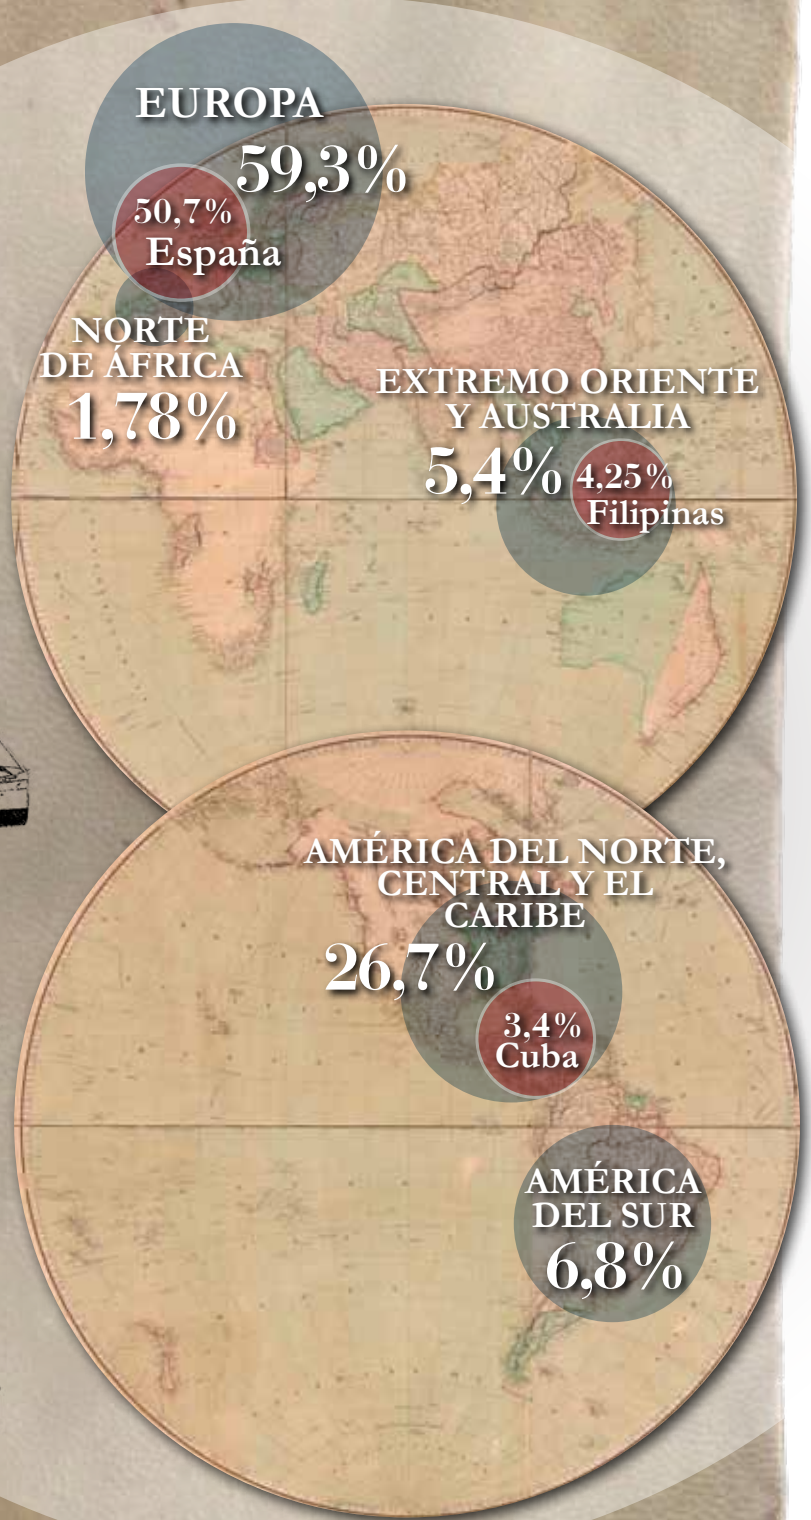 EUROPA
59,3%
50,7%
España
NORTE
DE ÁFRICA
1,78%
EXTREMO ORIENTE
Y AUSTRALIA
5,4%
4,25%
Filipinas
AMÉRICA DEL NORTE,
CENTRAL Y EL
CARIBE
26,7%
3,4%
Cuba
AMÉRICA
DEL SUR
6,8%